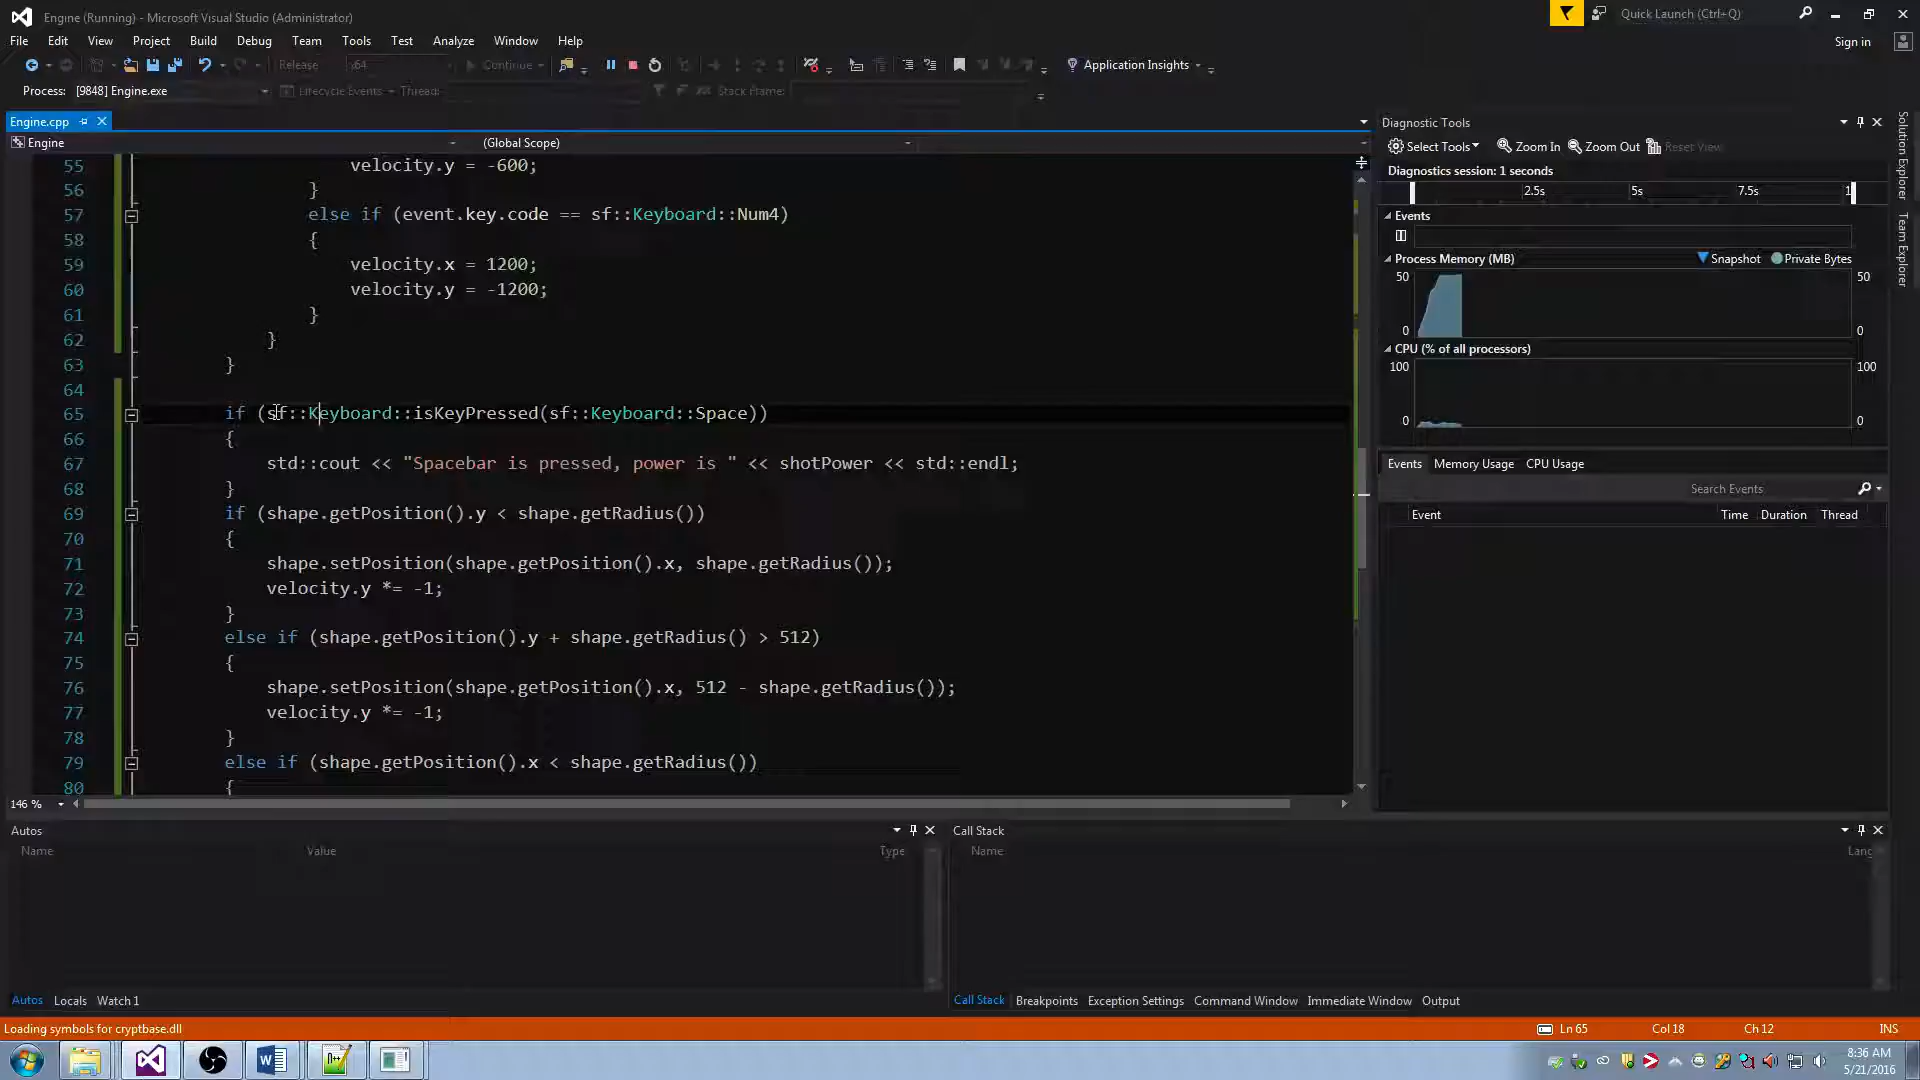 Engine (Running) - Microsoft Visual Studio (Administrator)
Quick Launch (Ctrl+Q)
File Edit View Project Build Debug Team Tools Test Analyze Window Help
Sign in
Release x64 Continue Application Insights
Process: [9848] Engine.exe Lifecycle Events Thread: Stack Frame:
Engine.cpp
Engine (Global Scope)
55 velocity.y = -600;
56 }
57 else if (event.key.code == sf::Keyboard::Num4)
58 {
59 velocity.x = 1200;
60 velocity.y = -1200;
61 }
62 }
63 }
64
65 if (sf::Keyboard::isKeyPressed(sf::Keyboard::Space))
66 {
67 std::cout << "Spacebar is pressed, power is " << shotPower << std::endl;
68 }
69 if (shape.getPosition().y < shape.getRadius())
70 {
71 shape.setPosition(shape.getPosition().x, shape.getRadius());
72 velocity.y *= -1;
73 }
74 else if (shape.getPosition().y + shape.getRadius() > 512)
75 {
76 shape.setPosition(shape.getPosition().x, 512 - shape.getRadius());
77 velocity.y *= -1;
78 }
79 else if (shape.getPosition().x < shape.getRadius())
80 {
146 %
Diagnostic Tools
Select Tools Zoom In Zoom Out Reset View
Diagnostics session: 1 seconds
2.5s 5s 7.5s 1
Events
Process Memory (MB) Snapshot Private Bytes
50 50
0 0
CPU (% of all processors)
100 100
0 0
Events Memory Usage CPU Usage
Search Events
Event Time Duration Thread
Solution Explorer
Team Explorer
Autos
Name Value Type
Autos Locals Watch 1
Call Stack
Name Lang
Call Stack Breakpoints Exception Settings Command Window Immediate Window Output
Loading symbols for cryptbase.dll
Ln 65 Col 18 Ch 12 INS
8:36 AM
5/21/2016